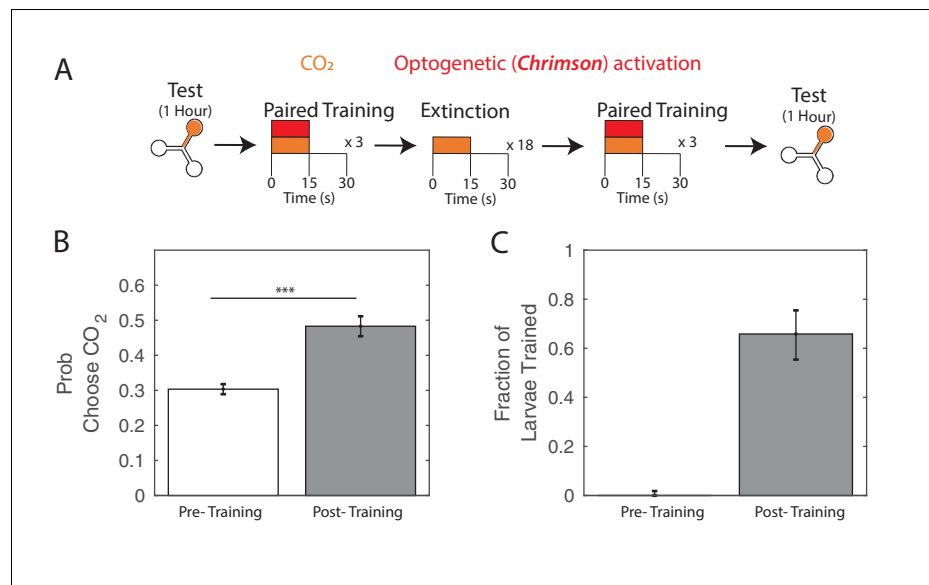 A
CO₂
Optogenetic (Chrimson) activation
Test
(1 Hour)
Paired Training
x 3
0 15 30
Time (s)
Extinction
x 18
0 15 30
Time (s)
Paired Training
x 3
0 15 30
Time (s)
Test
(1 Hour)
B
Prob
Choose CO₂
0.6
0.5
0.4
0.3
0.2
0.1
0
***
Pre- Training
Post- Training
C
Fraction of
Larvae Trained
1
0.8
0.6
0.4
0.2
0
Pre- Training
Post- Training